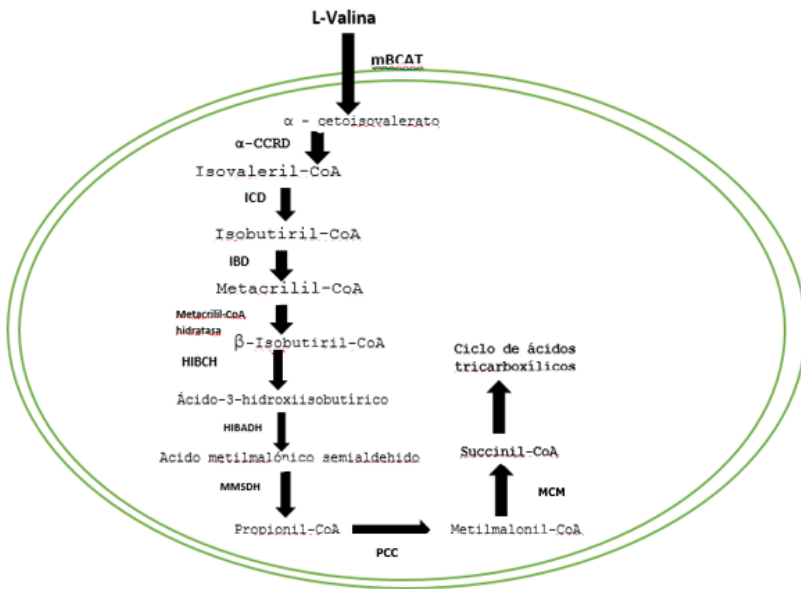 L-Valina
mBCAT
α - cetoisovalerato
α-CCRD
Isovaleril-CoA
ICD
Isobutiril-CoA
IBD
Metacrilil-CoA
Metacrilil-CoA
hidratasa
β-Isobutiril-CoA
HIBCH
Ácido-3-hidroxiisobutírico
HIBADH
Acido metilmalónico semialdehido
MMSDH
Propionil-CoA
PCC
Metilmalonil-CoA
MCM
Succinil-CoA
Ciclo de ácidos
tricarboxílicos